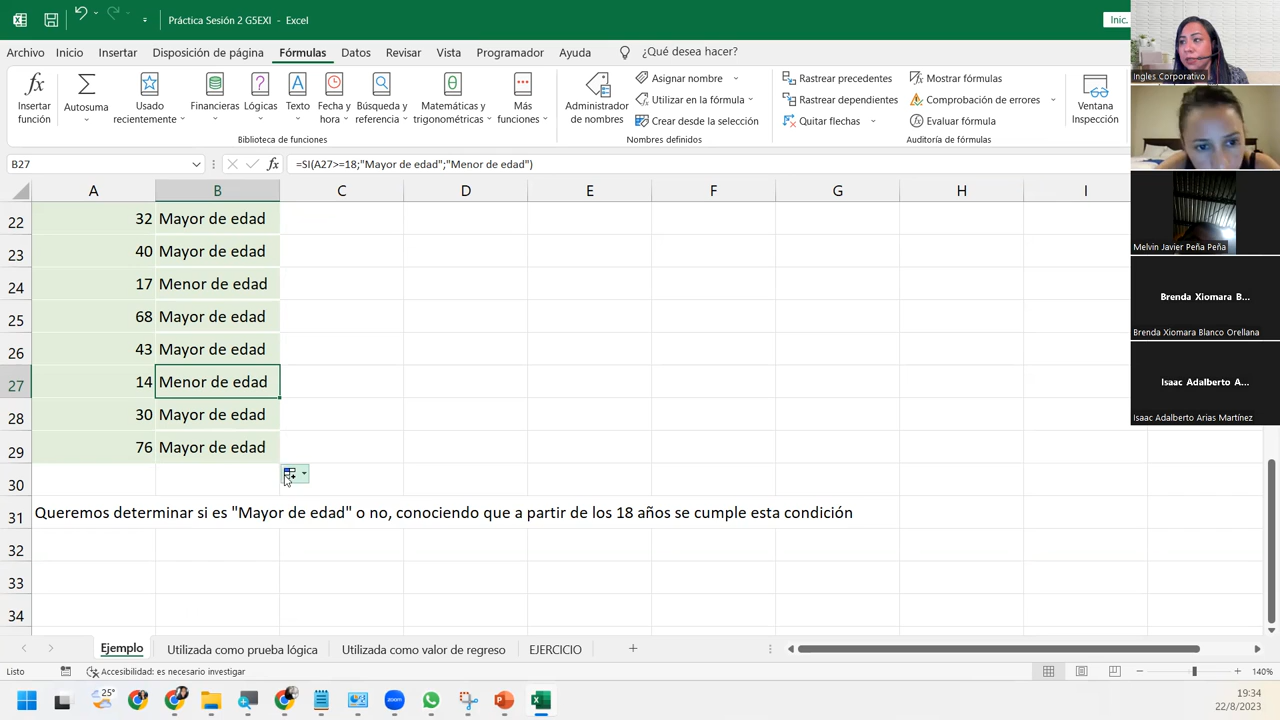 Práctica Sesión 2 G5EXI - Excel
Inic.
Archivo Inicio Insertar Disposición de página Fórmulas Datos Revisar Vista Programador Ayuda ¿Qué desea hacer?
Insertar función
Autosuma
Usado recientemente
Financieras
Lógicas
Texto
Fecha y hora
Búsqueda y referencia
Matemáticas y trigonométricas
Más funciones
Biblioteca de funciones
Administrador de nombres
Asignar nombre
Utilizar en la fórmula
Crear desde la selección
Nombres definidos
Rastrear precedentes
Rastrear dependientes
Quitar flechas
Mostrar fórmulas
Comprobación de errores
Evaluar fórmula
Auditoría de fórmulas
Ventana Inspección
B27
fx =SI(A27>=18;"Mayor de edad";"Menor de edad")
A B C D E F G H I
22 32 Mayor de edad
23 40 Mayor de edad
24 17 Menor de edad
25 68 Mayor de edad
26 43 Mayor de edad
27 14 Menor de edad
28 30 Mayor de edad
29 76 Mayor de edad
30
31 Queremos determinar si es "Mayor de edad" o no, conociendo que a partir de los 18 años se cumple esta condición
32
33
34
Ejemplo Utilizada como prueba lógica Utilizada como valor de regreso EJERCICIO
Listo Accesibilidad: es necesario investigar 140%
25°
zoom
19:34
22/8/2023
Ingles Corporativo
Melvin Javier Peña Peña
Brenda Xiomara B...
Brenda Xiomara Blanco Orellana
Isaac Adalberto A...
Isaac Adalberto Arias Martínez